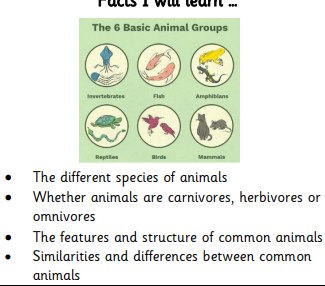 Facts I will learn ...
The 6 Basic Animal Groups
Invertebrates Fish Amphibians
Reptiles Birds Mammals
• The different species of animals
• Whether animals are carnivores, herbivores or
omnivores
• The features and structure of common animals
• Similarities and differences between common
animals